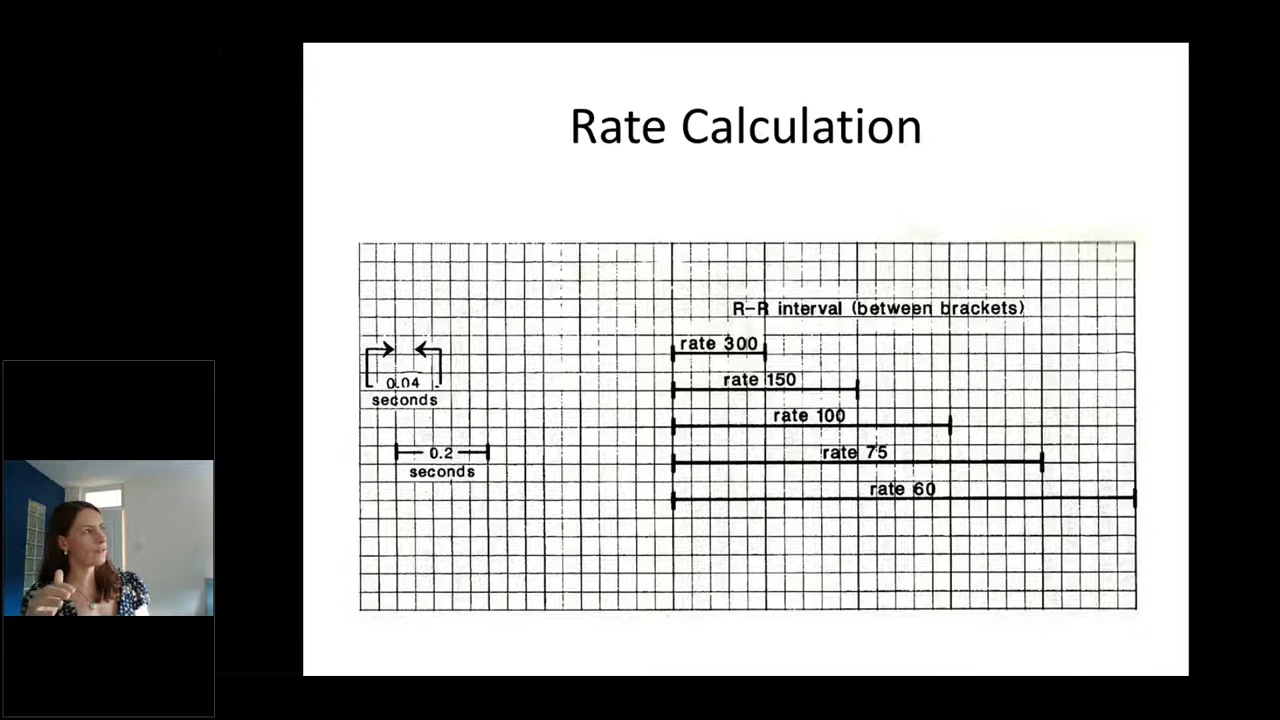 Rate Calculation
R-R interval (between brackets)
rate 300
0.04
seconds
rate 150
rate 100
0.2
seconds
rate 75
rate 60